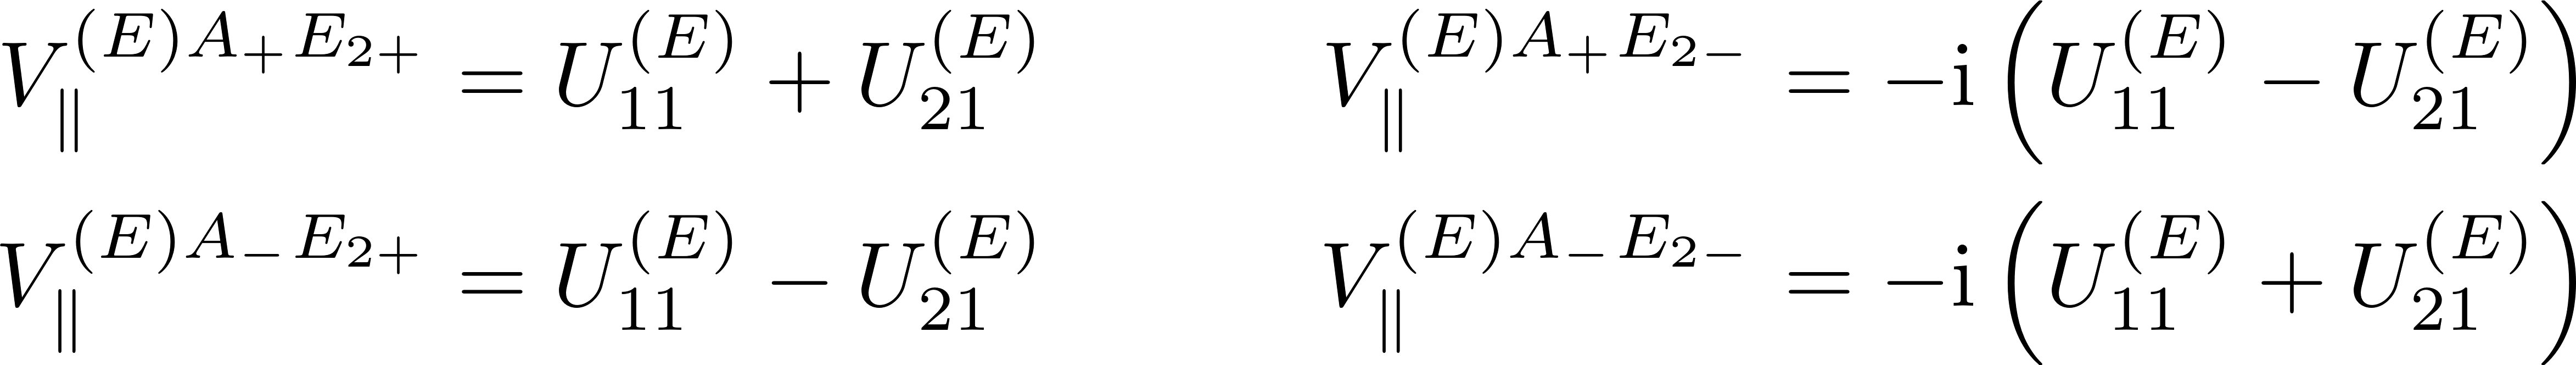 $V_{\parallel}^{(E)A_{+}E_{2+}} = U_{11}^{(E)} + U_{21}^{(E)} \qquad V_{\parallel}^{(E)A_{+}E_{2-}} = -\mathrm{i}\left(U_{11}^{(E)} - U_{21}^{(E)}\right)$
$V_{\parallel}^{(E)A_{-}E_{2+}} = U_{11}^{(E)} - U_{21}^{(E)} \qquad V_{\parallel}^{(E)A_{-}E_{2-}} = -\mathrm{i}\left(U_{11}^{(E)} + U_{21}^{(E)}\right)$